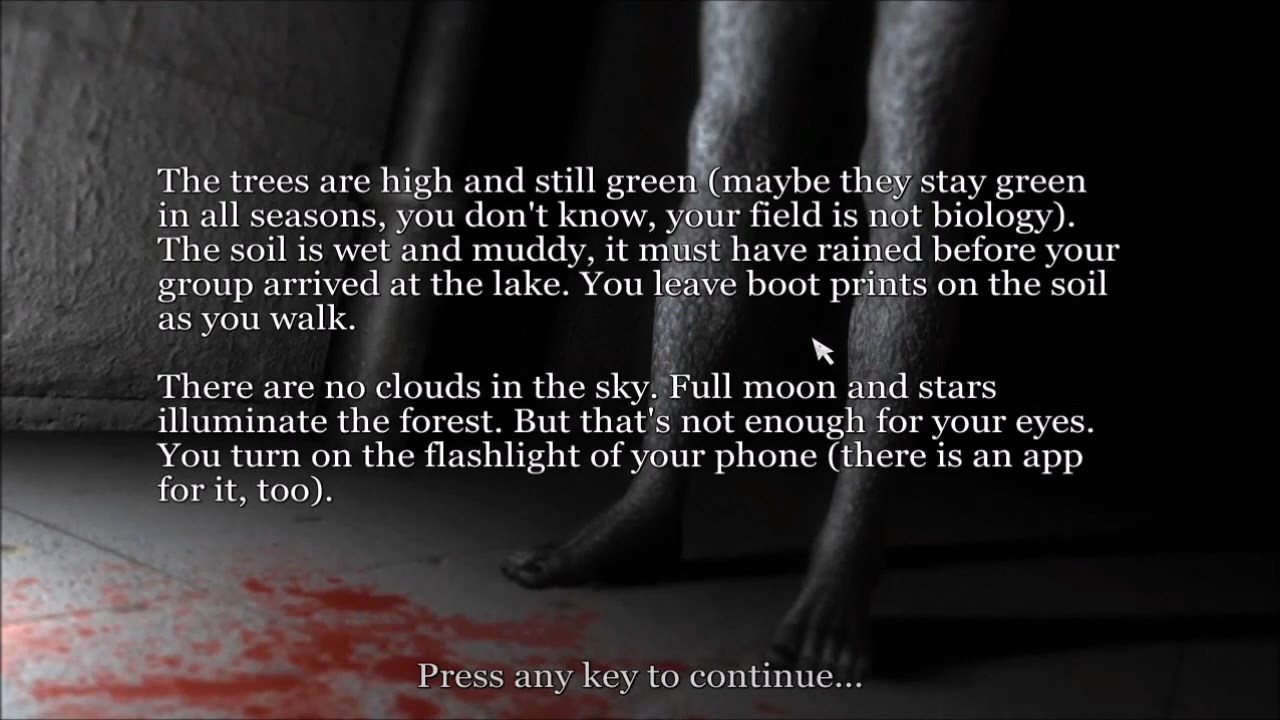 The trees are high and still green (maybe they stay green
in all seasons, you don't know, your field is not biology).
The soil is wet and muddy, it must have rained before your
group arrived at the lake. You leave boot prints on the soil
as you walk.
There are no clouds in the sky. Full moon and stars
illuminate the forest. But that's not enough for your eyes.
You turn on the flashlight of your phone (there is an app
for it, too).
Press any key to continue...